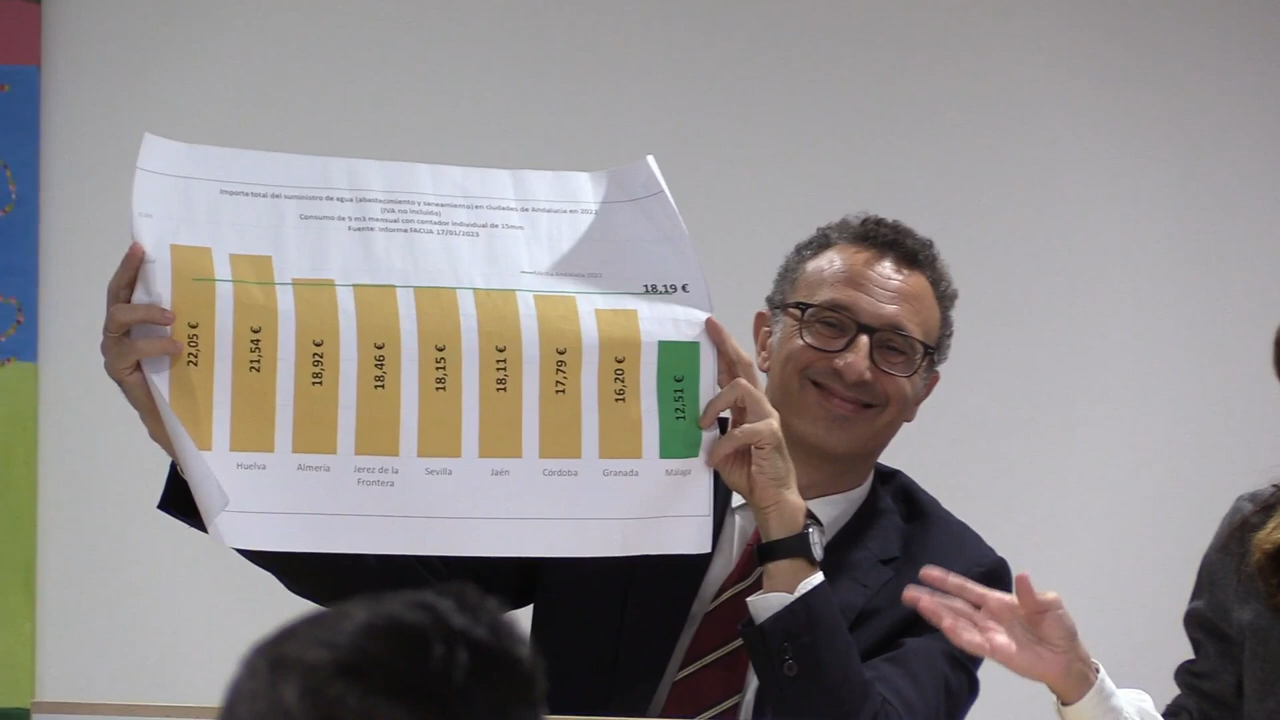 Importe total del suministro de agua (abastecimiento y saneamiento) en ciudades de Andalucía en 2022
(IVA no incluido)
Consumo de 9 m3 mensual con contador individual de 15mm
Fuente: Informe FACUA 17/01/2023
Media Andalucía 2022
18,19 €
22,05 €
21,54 €
18,92 €
18,46 €
18,15 €
18,11 €
17,79 €
16,20 €
12,51 €
Huelva
Almería
Jerez de la
Frontera
Sevilla
Jaén
Córdoba
Granada
Málaga